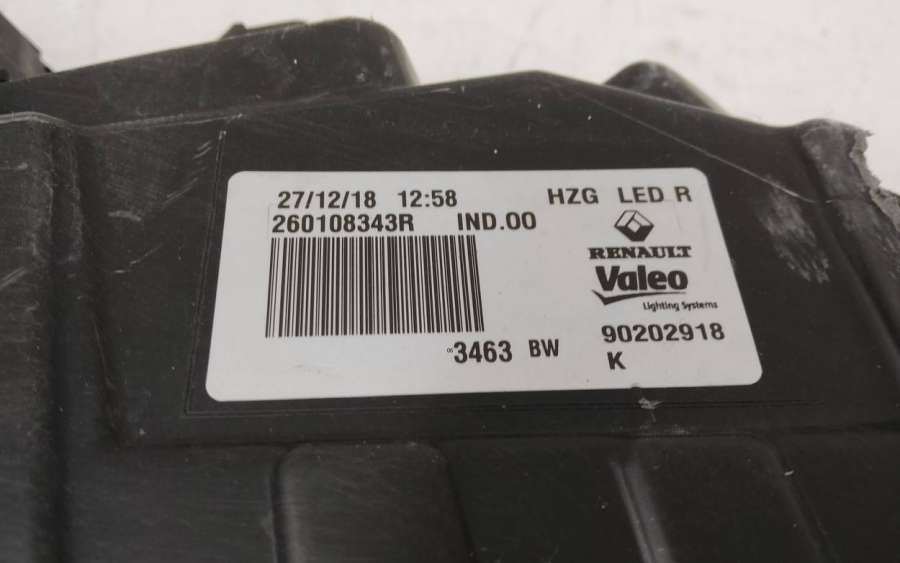 27/12/18 12:58 HZG LED R
260108343R IND.00
RENAULT
Valeo
Lighting Systems
90202918
3463 BW
K